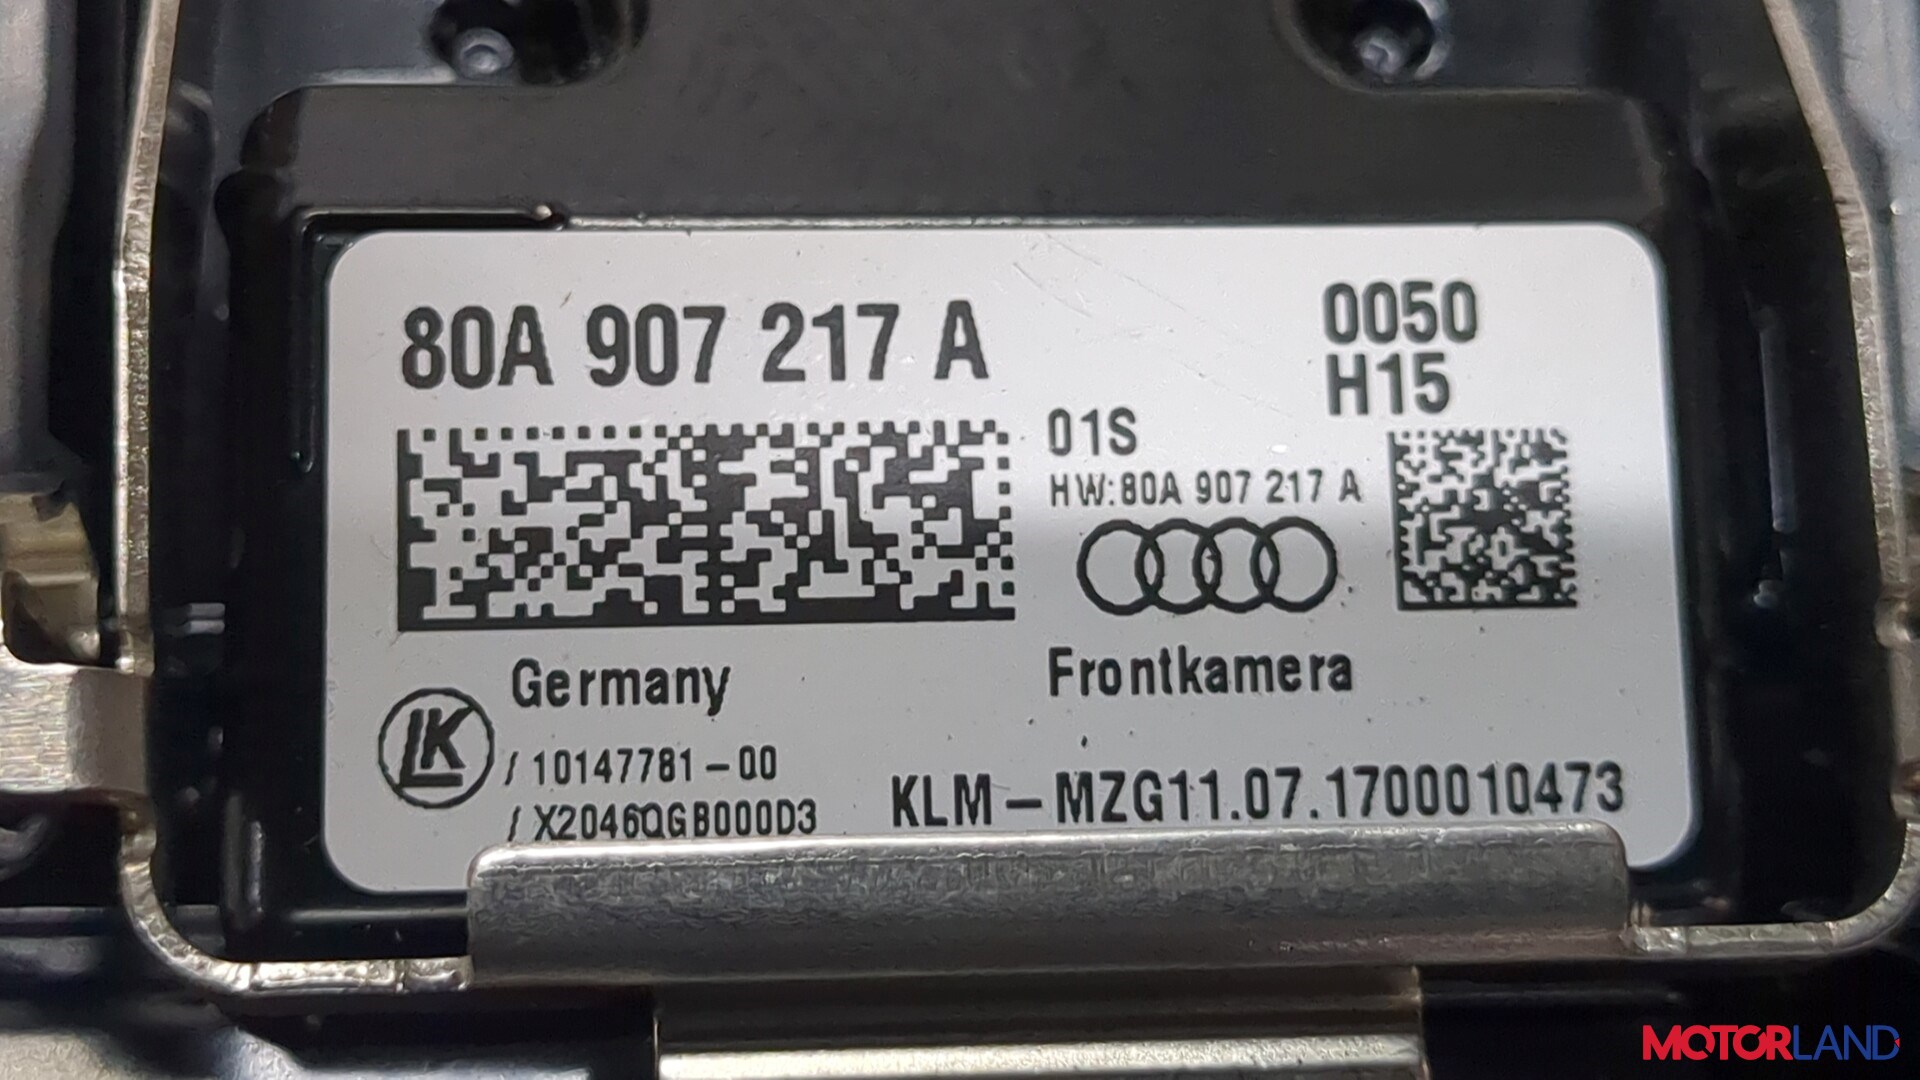 80A 907 217 A
0050
H15
01S
HW:80A 907 217 A
Germany
Frontkamera
LK
/ 10147781-00
/ X2046QGB000D3
KLM-MZG11.07.1700010473
MOTORLAND